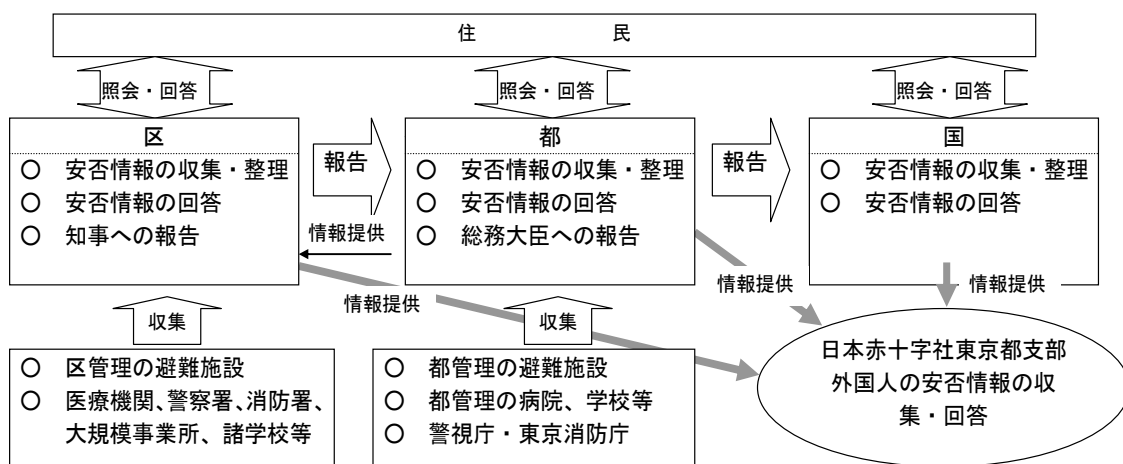 住　　　　　民
照会・回答
照会・回答
照会・回答
区
○　安否情報の収集・整理
○　安否情報の回答
○　知事への報告
報告
都
○　安否情報の収集・整理
○　安否情報の回答
○　総務大臣への報告
報告
国
○　安否情報の収集・整理
○　安否情報の回答
情報提供
情報提供
情報提供
情報提供
収集
収集
○　区管理の避難施設
○　医療機関、警察署、消防署、
大規模事業所、諸学校等
○　都管理の避難施設
○　都管理の病院、学校等
○　警視庁・東京消防庁
日本赤十字社東京都支部
外国人の安否情報の収
集・回答